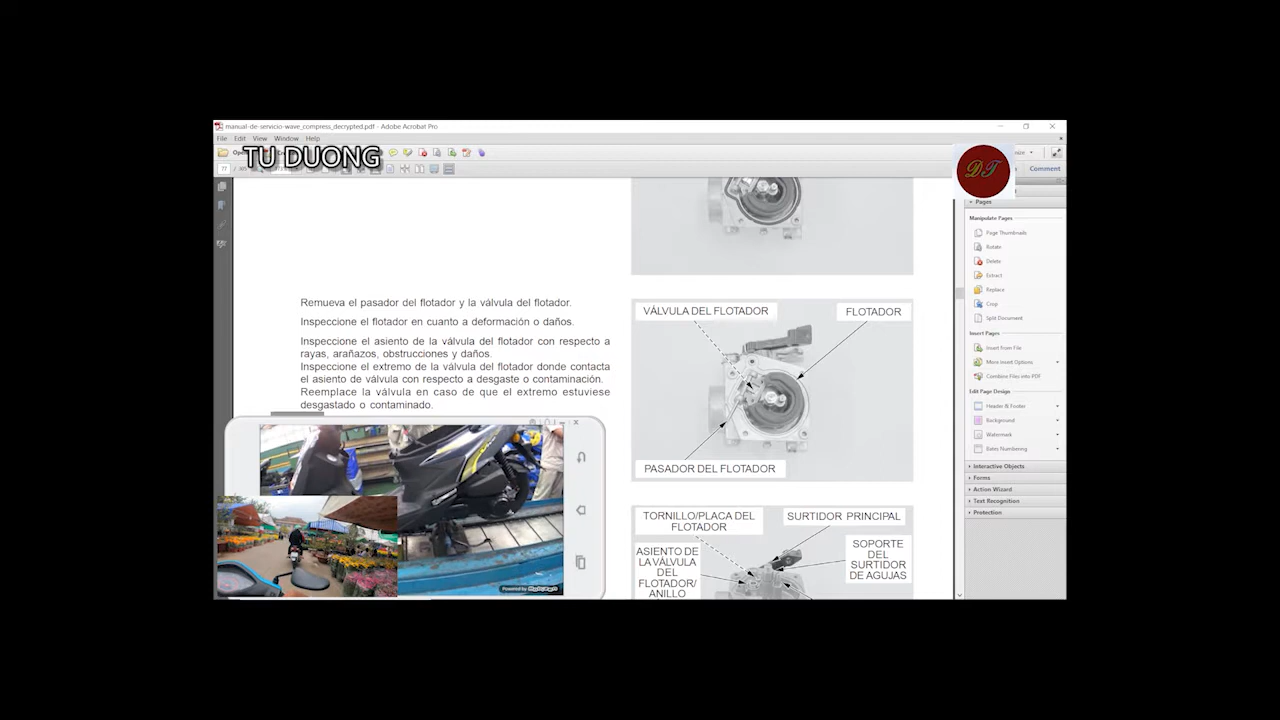 manual-de-servicio-wave_compress_decrypted.pdf - Adobe Acrobat Pro
File Edit View Window Help
TU DUONG
DT
Comment
Pages
Manipulate Pages
Page Thumbnails
Rotate
Delete
Extract
Replace
Crop
Split Document
Insert Pages
Insert from File
More Insert Options
Combine Files into PDF
Edit Page Design
Header & Footer
Background
Watermark
Bates Numbering
Interactive Objects
Forms
Action Wizard
Text Recognition
Protection
Remueva el pasador del flotador y la válvula del flotador.
Inspeccione el flotador en cuanto a deformación o daños.
Inspeccione el asiento de la válvula del flotador con respecto a
rayas, arañazos, obstrucciones y daños.
Inspeccione el extremo de la válvula del flotador donde contacta
el asiento de válvula con respecto a desgaste o contaminación.
Reemplace la válvula en caso de que el extremo estuviese
desgastado o contaminado.
VÁLVULA DEL FLOTADOR
FLOTADOR
PASADOR DEL FLOTADOR
TORNILLO/PLACA DEL
FLOTADOR
SURTIDOR PRINCIPAL
ASIENTO DE
LA VÁLVULA
DEL
FLOTADOR/
ANILLO
SOPORTE
DEL
SURTIDOR
DE AGUJAS
Powered by